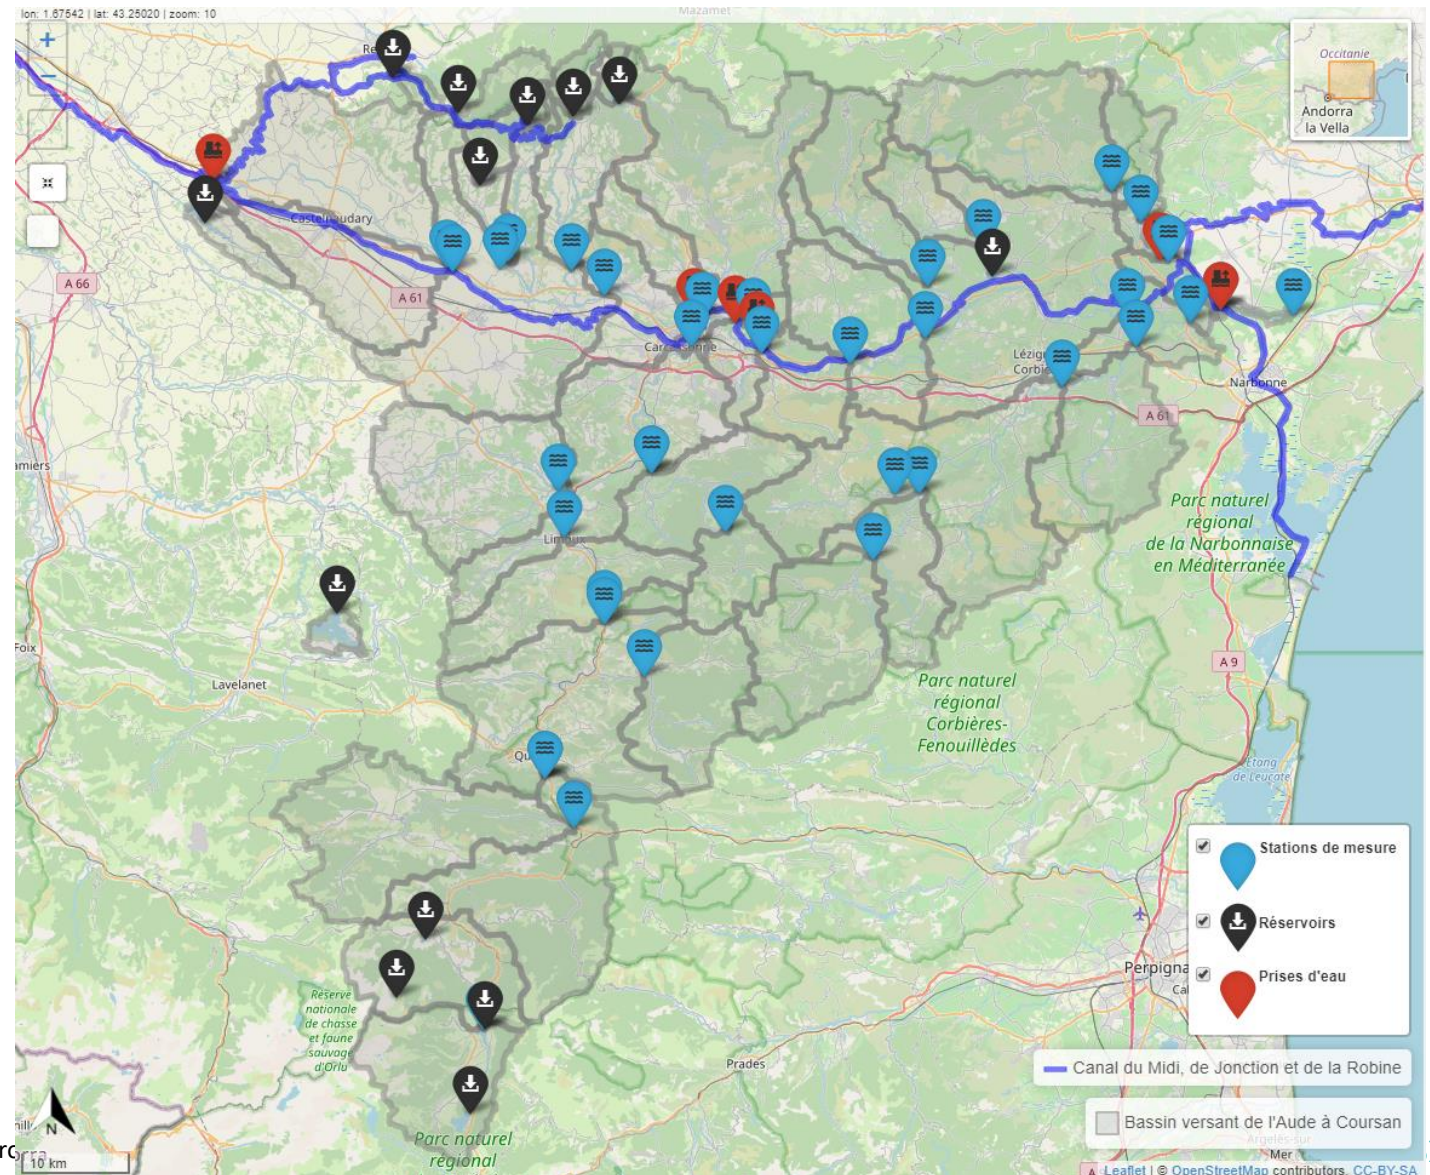 lon: 1.67542 | lat: 43.25020 | zoom: 10
Mazamet
+
−
Occitanie
Andorra
la Vella
Castelnaudary
A 66
A 61
Carcassonne
Narbonne
A 61
Parc naturel
régional
de la Narbonnaise
en Méditerranée
Limoux
Foix
Lavelanet
A 9
Parc naturel
régional
Corbières-
Fenouillèdes
Étang
de Leucate
Stations de mesure
Réservoirs
Prises d'eau
Réserve
nationale
de chasse
et faune
sauvage
d'Orlu
Prades
Canal du Midi, de Jonction et de la Robine
Bassin versant de l'Aude à Coursan
N
Parc naturel
régional
10 km
Argelès-sur
Mer
Leaflet | © OpenStreetMap contributors, CC-BY-SA